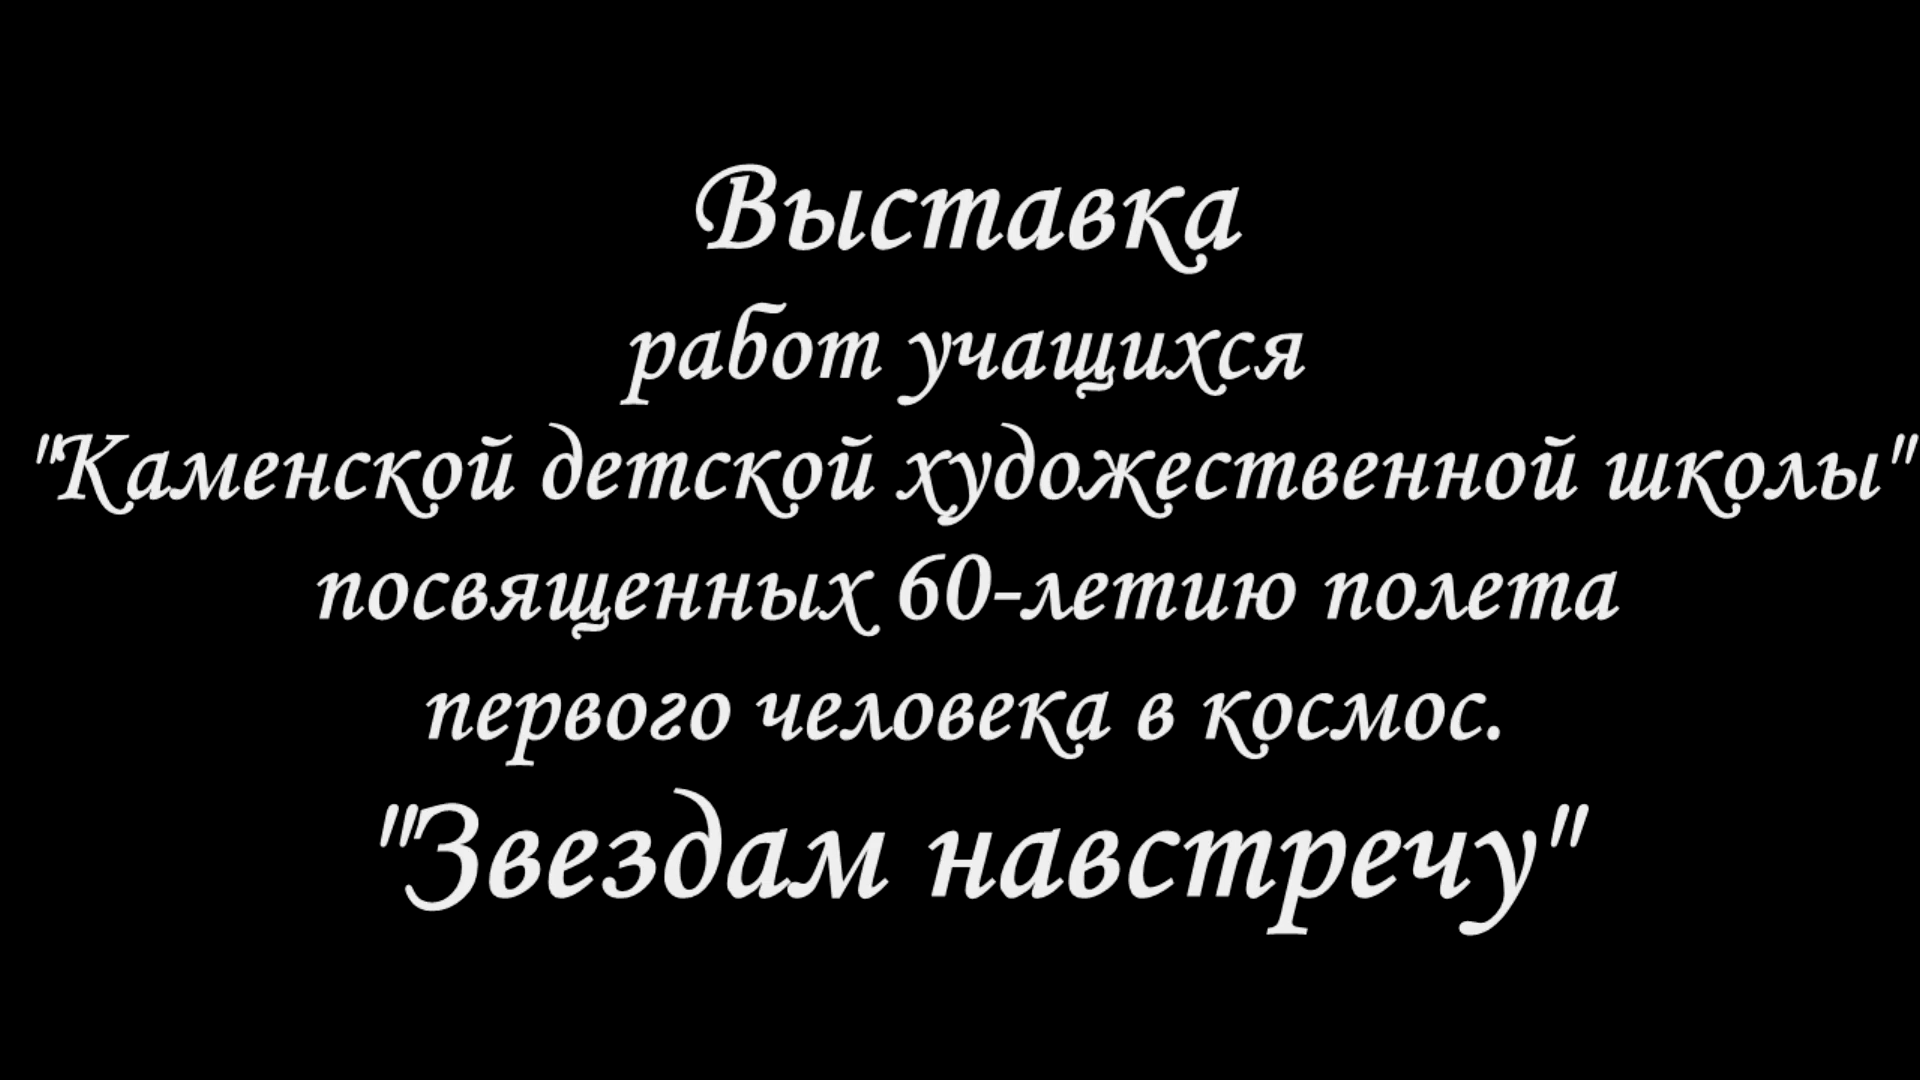 Выставка
работ учащихся
"Каменской детской художественной школы"
посвященных 60-летию полета
первого человека в космос.
"Звездам навстречу"